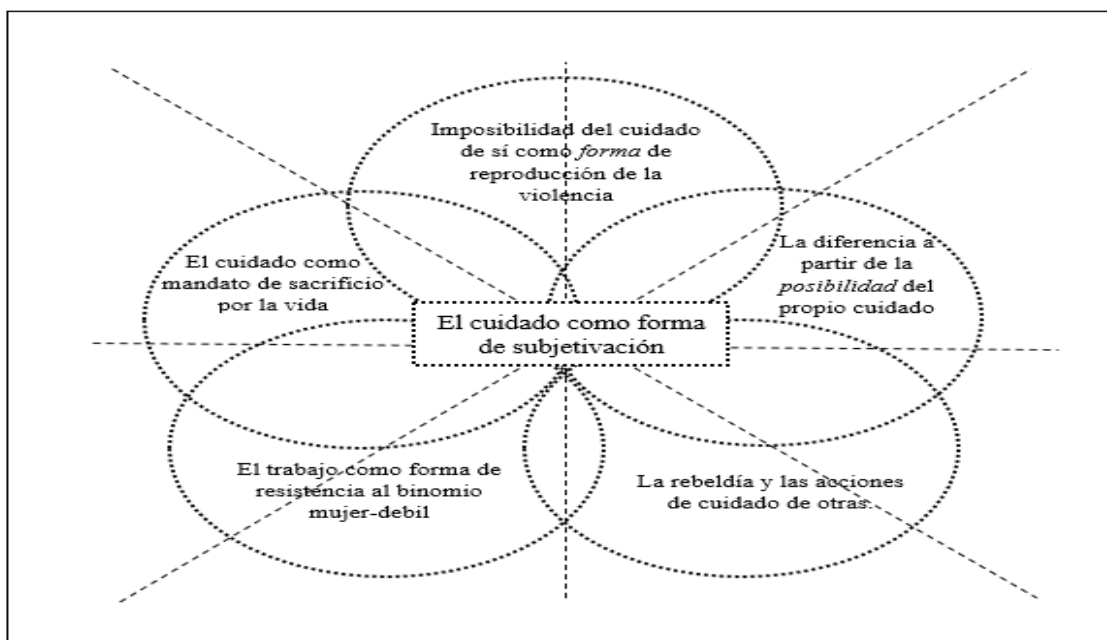 Imposibilidad del cuidado
de sí como forma de
reproducción de la
violencia
La diferencia a
partir de la
posibilidad del
propio cuidado
El cuidado como
mandato de sacrificio
por la vida
El cuidado como forma
de subjetivación
El trabajo como forma de
resistencia al binomio
mujer-debil
La rebeldía y las acciones
de cuidado de otras.